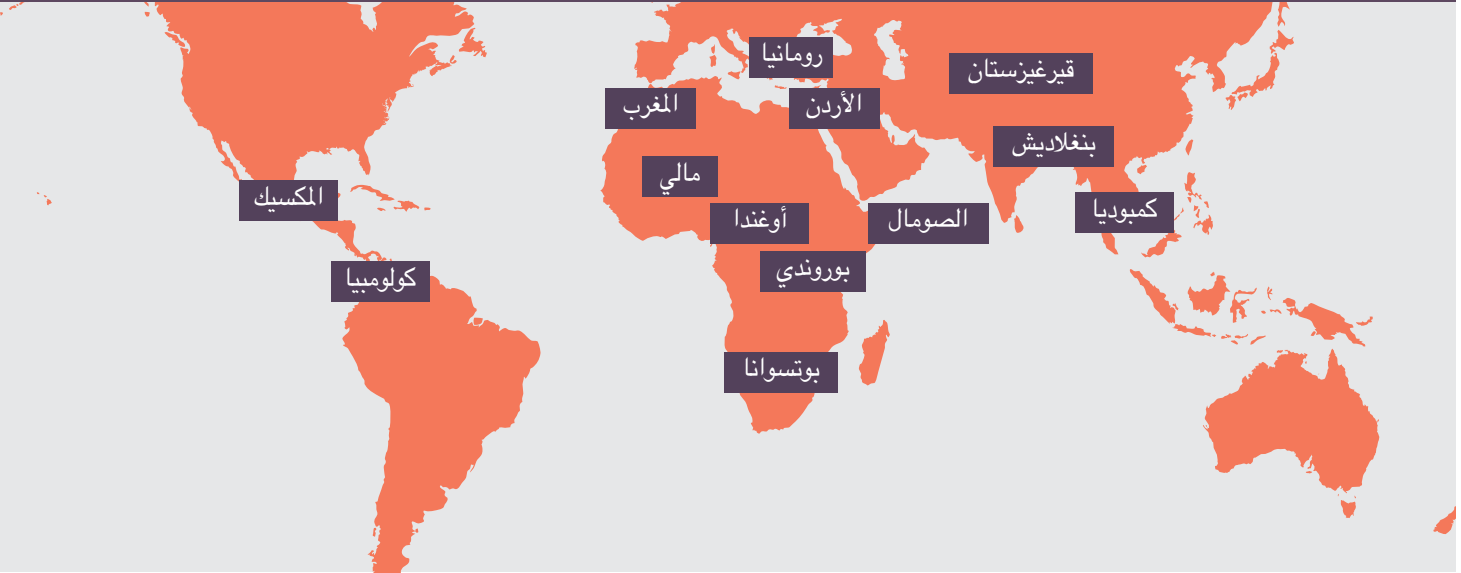 رومانيا
قيرغيزستان
المغرب
الأردن
بنغلاديش
مالي
المكسيك
كمبوديا
أوغندا
الصومال
بوروندي
كولومبيا
بوتسوانا